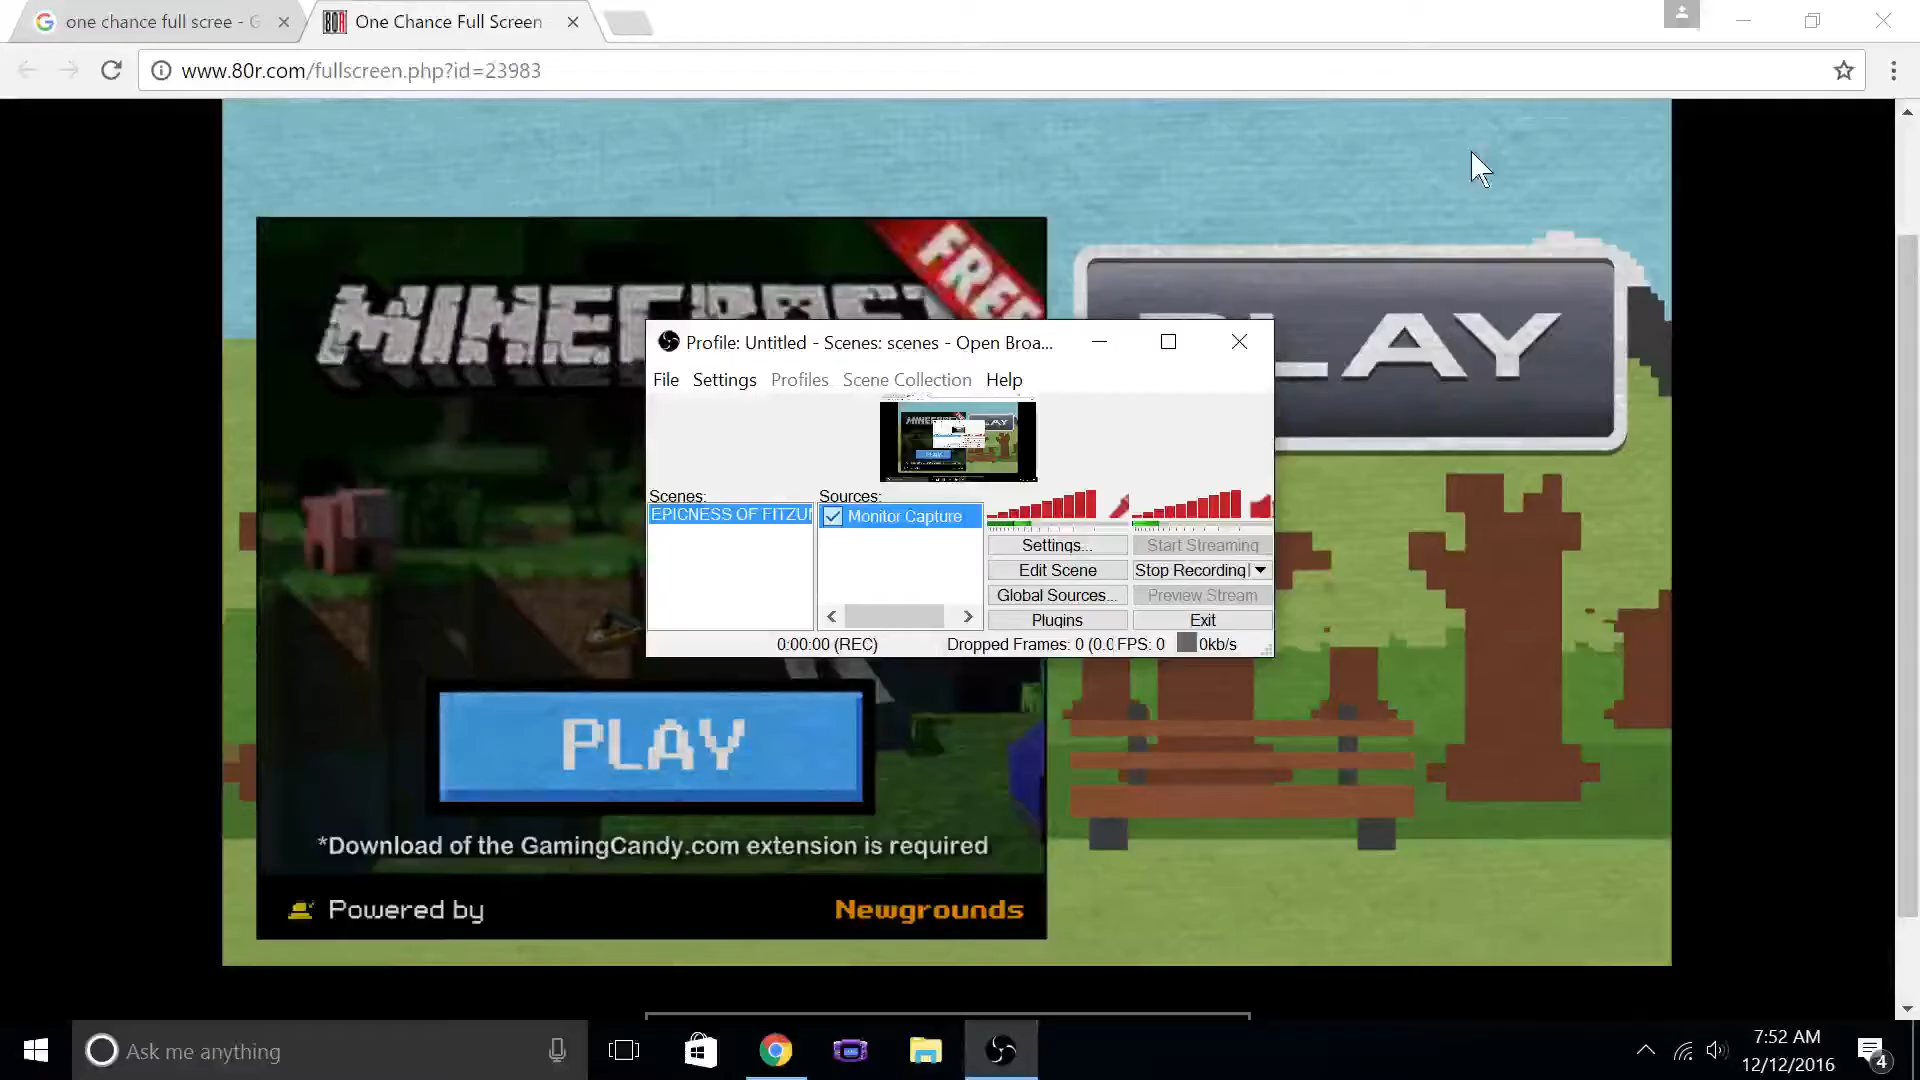 one chance full scree - G
One Chance Full Screen
www.80r.com/fullscreen.php?id=23983
FREE
PLAY
Profile: Untitled - Scenes: scenes - Open Broa...
File Settings Profiles Scene Collection Help
Scenes:
Sources:
EPICNESS OF FITZU
Monitor Capture
Settings...
Start Streaming
Edit Scene
Stop Recording
Global Sources...
Preview Stream
Plugins
Exit
0:00:00 (REC)
Dropped Frames: 0 (0.0
FPS: 0
0kb/s
PLAY
*Download of the GamingCandy.com extension is required
Powered by
Newgrounds
Ask me anything
7:52 AM
12/12/2016
4